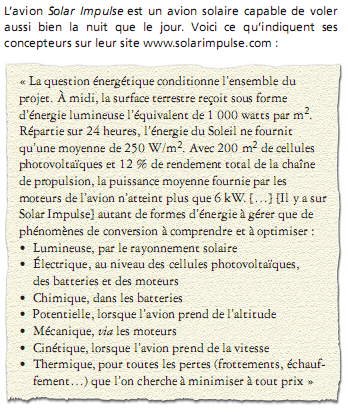 L'avion Solar Impulse est un avion solaire capable de voler
aussi bien la nuit que le jour. Voici ce qu'indiquent ses
concepteurs sur leur site www.solarimpulse.com :
« La question énergétique conditionne l'ensemble du
projet. À midi, la surface terrestre reçoit sous forme
d'énergie lumineuse l'équivalent de 1 000 watts par m².
Répartie sur 24 heures, l'énergie du Soleil ne fournit
qu'une moyenne de 250 W/m². Avec 200 m² de cellules
photovoltaïques et 12 % de rendement total de la chaîne
de propulsion, la puissance moyenne fournie par les
moteurs de l'avion n'atteint plus que 6 kW. […] [Il y a sur
Solar Impulse] autant de formes d'énergie à gérer que de
phénomènes de conversion à comprendre et à optimiser :
• Lumineuse, par le rayonnement solaire
• Électrique, au niveau des cellules photovoltaïques,
des batteries et des moteurs
• Chimique, dans les batteries
• Potentielle, lorsque l'avion prend de l'altitude
• Mécanique, via les moteurs
• Cinétique, lorsque l'avion prend de la vitesse
• Thermique, pour toutes les pertes (frottements, échauf-
fement…) que l'on cherche à minimiser à tout prix »